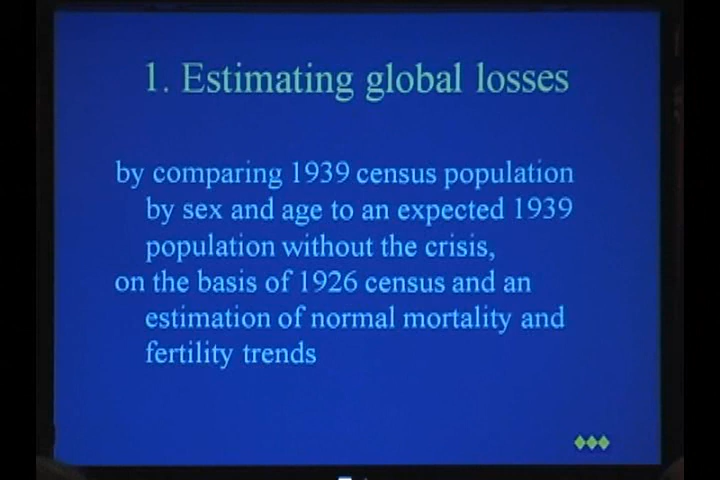 1. Estimating global losses
by comparing 1939 census population
by sex and age to an expected 1939
population without the crisis,
on the basis of 1926 census and an
estimation of normal mortality and
fertility trends